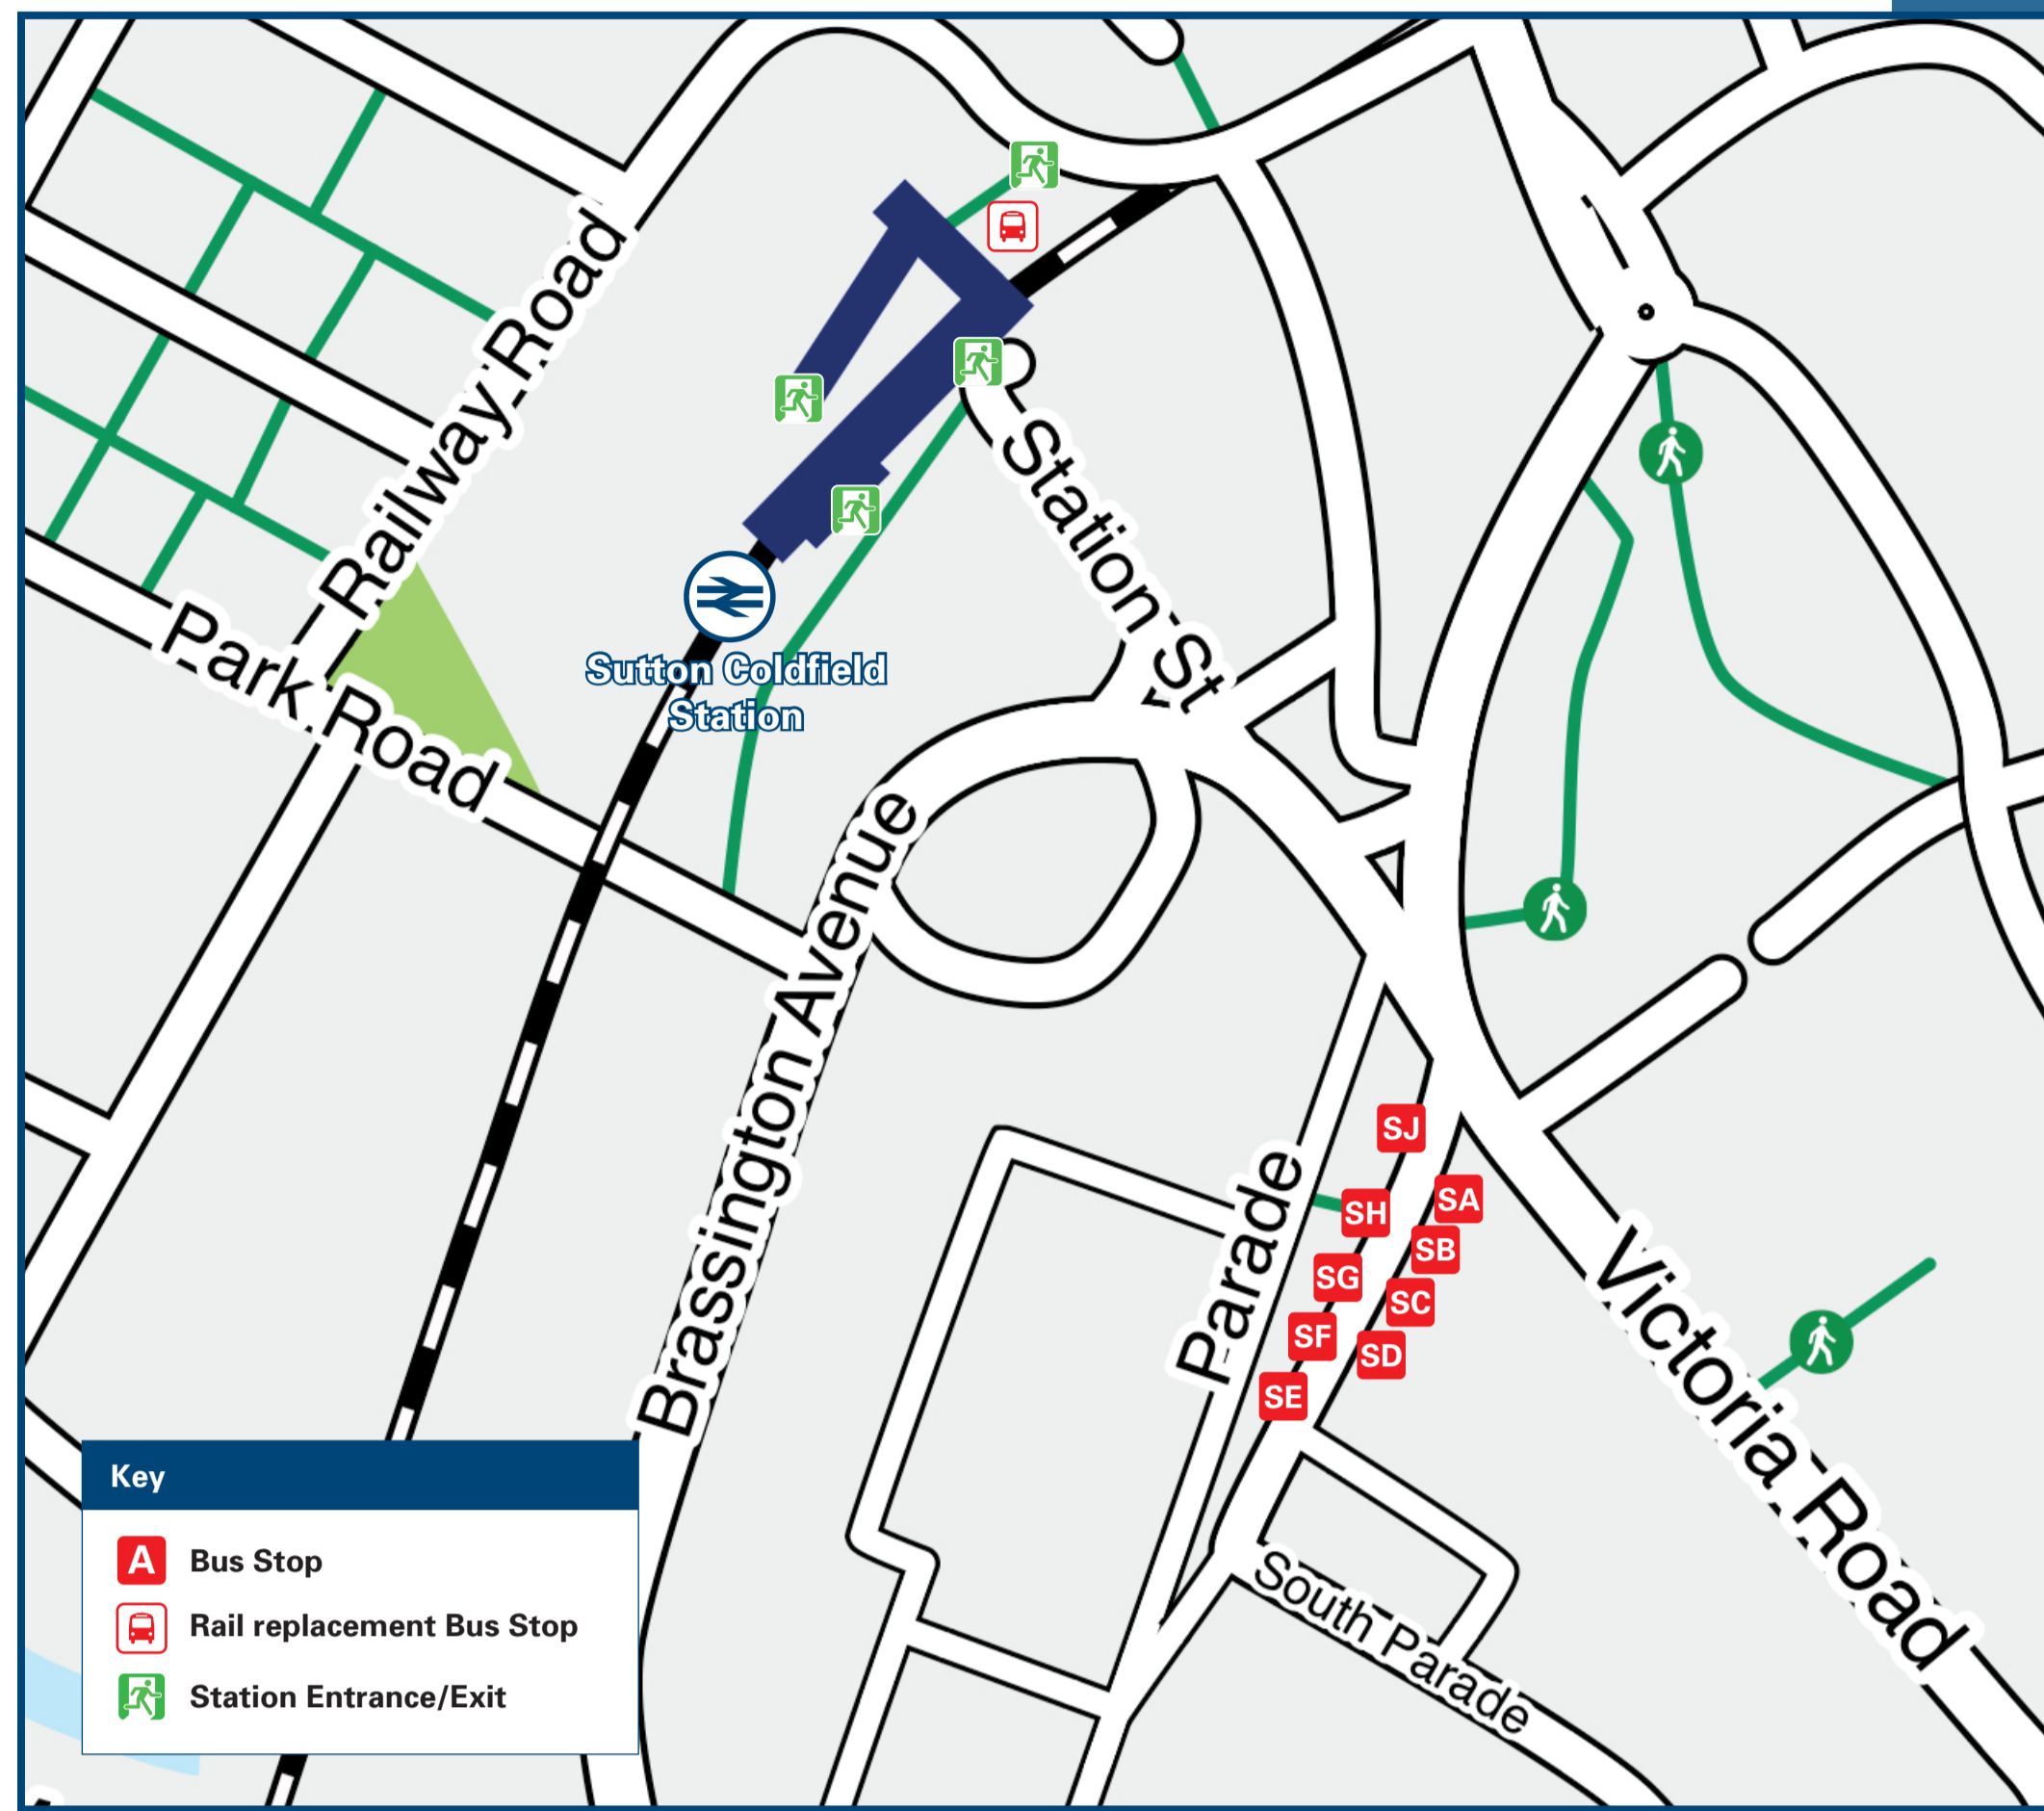 Railway Road
Park Road
Station St
Sutton Coldfield
Station
Brassington Avenue
Parade
SJ
SH
SA
SB
SG
SC
SF
SD
SE
Victoria Road
South Parade
Key
A Bus Stop
Rail replacement Bus Stop
Station Entrance/Exit